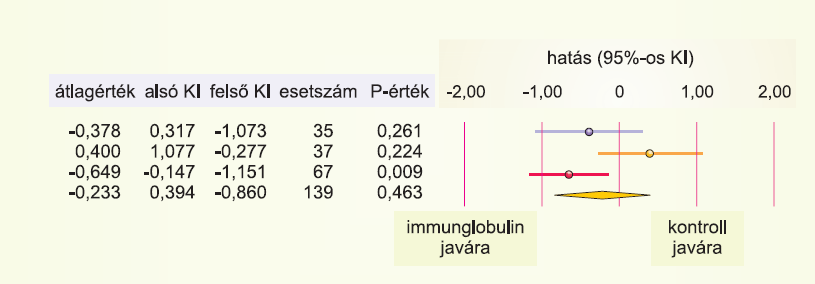 hatás (95%-os KI)
átlagérték alsó KI felső KI esetszám P-érték -2,00 -1,00 0 1,00 2,00
-0,378 0,317 -1,073 35 0,261
0,400 1,077 -0,277 37 0,224
-0,649 -0,147 -1,151 67 0,009
-0,233 0,394 -0,860 139 0,463
immunglobulin kontroll
javára javára